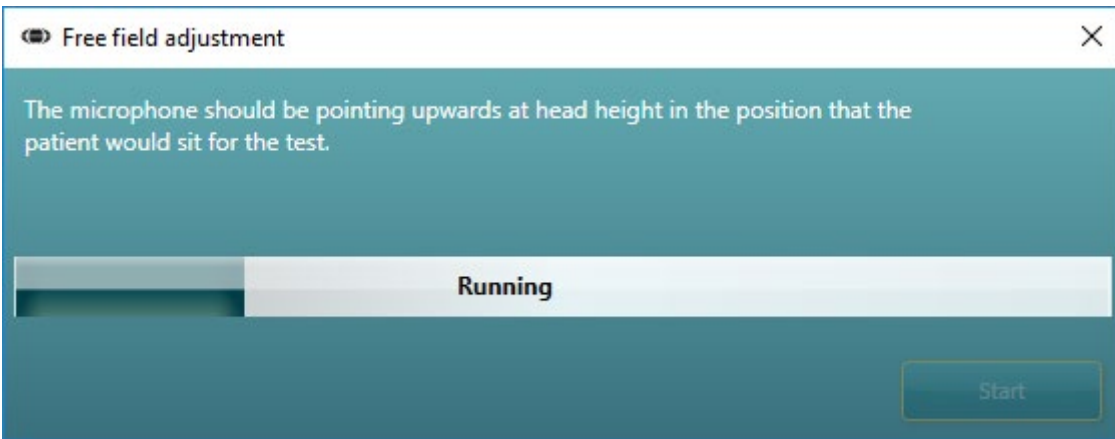 Free field adjustment
The microphone should be pointing upwards at head height in the position that the
patient would sit for the test.
Running
Start